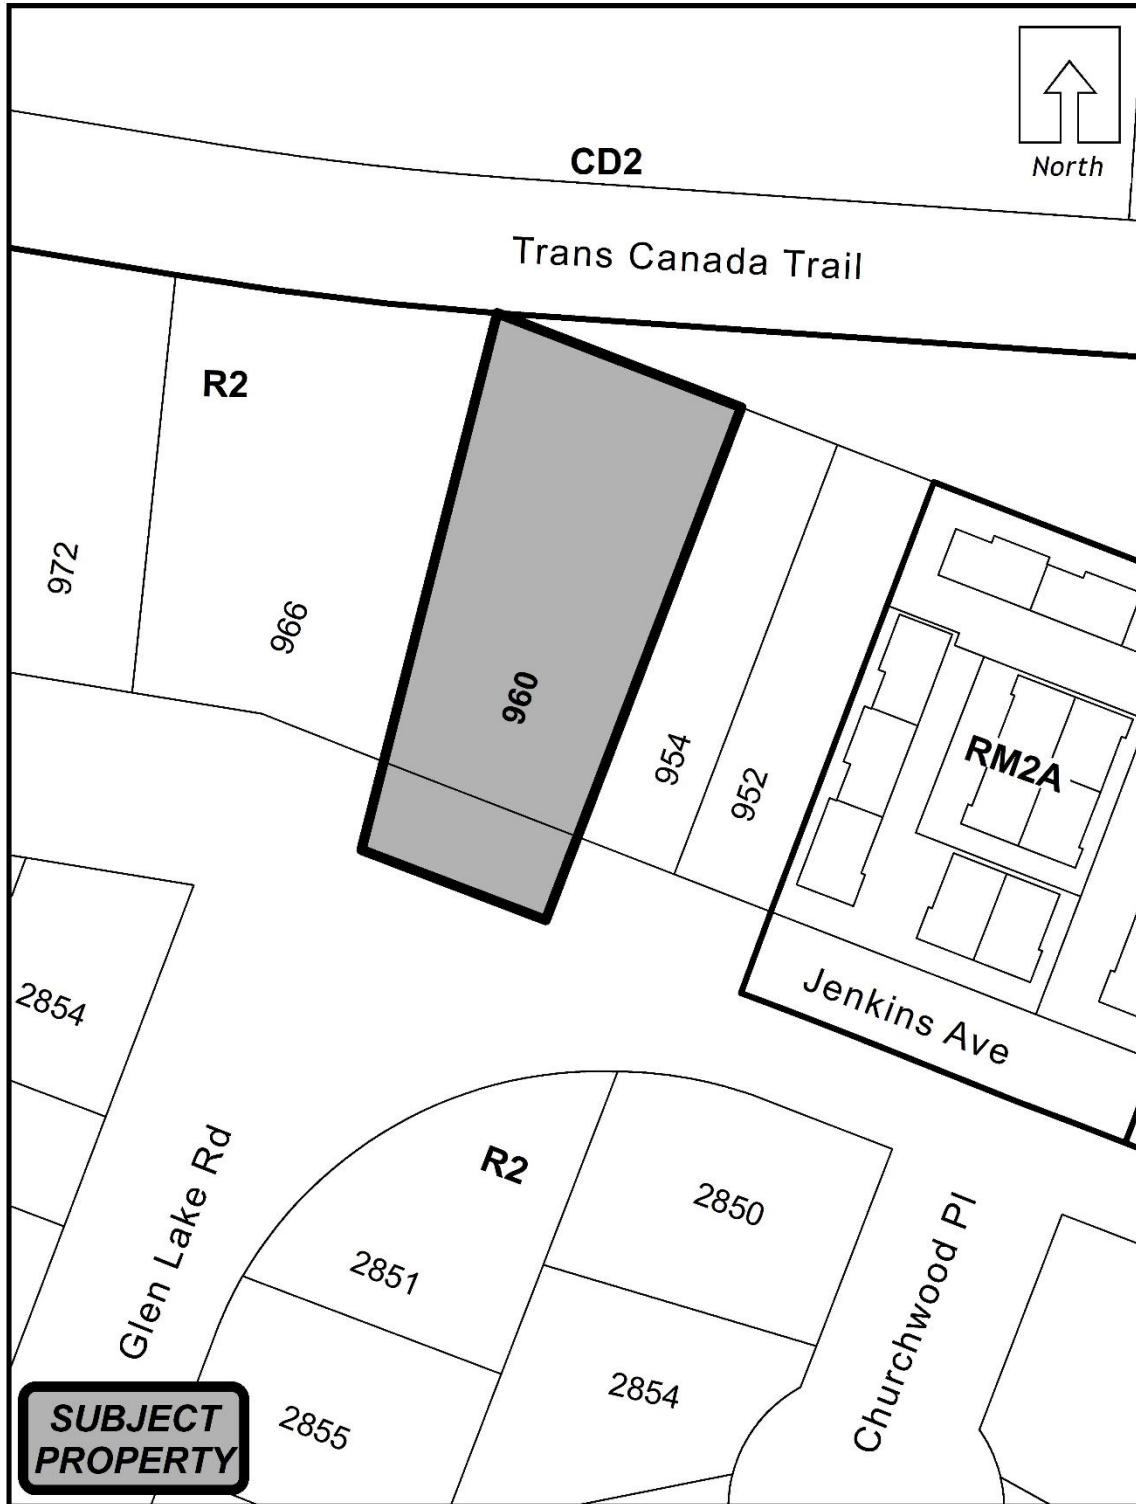 CD2
North
Trans Canada Trail
R2
972
966
960
954
952
RM2A
2854
Jenkins Ave
Glen Lake Rd
R2
2850
2851
Churchwood Pl
2854
2855
SUBJECT
PROPERTY